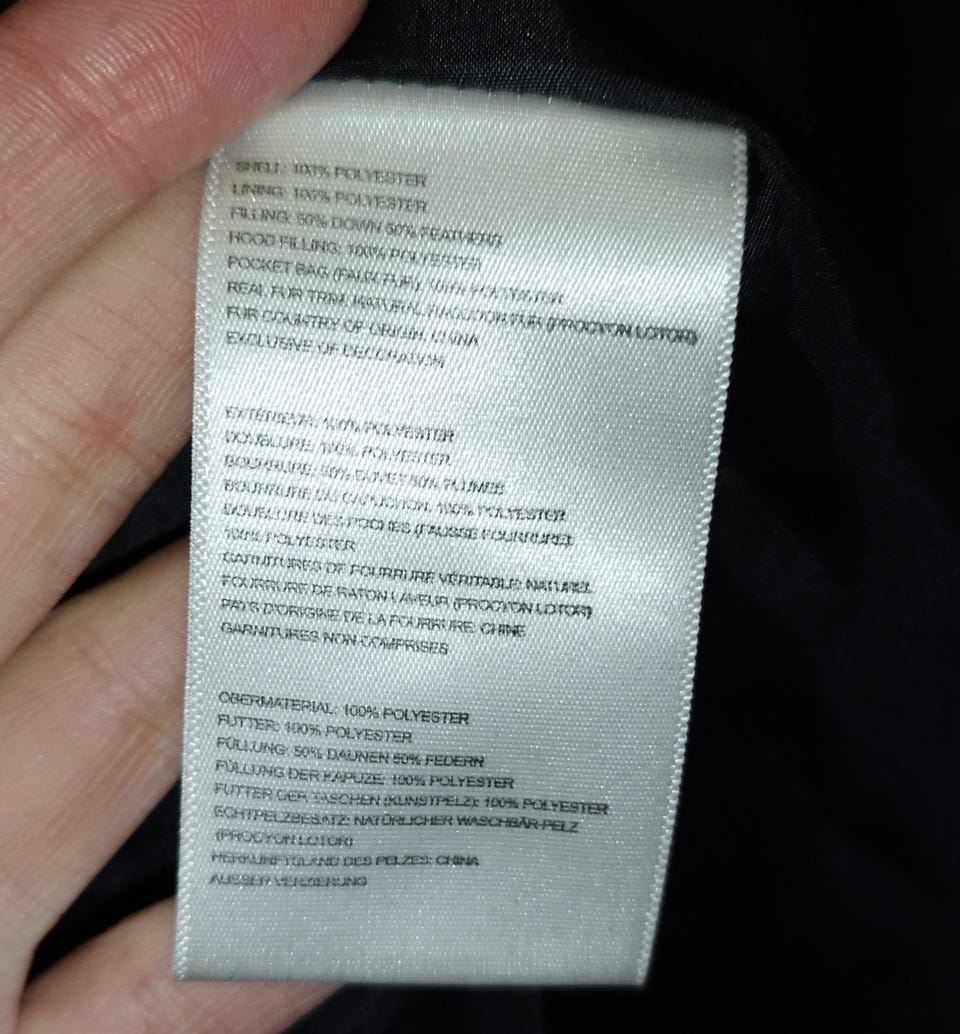 SHELL: 100% POLYESTER
LINING: 100% POLYESTER
FILLING: 50% DOWN 50% FEATHERS
HOOD FILLING: 100% POLYESTER
POCKET BAG (FAUX FUR): 100% POLYESTER
REAL FUR TRIM: NATURAL RACCOON FUR (PROCYON LOTOR)
FUR COUNTRY OF ORIGIN: CHINA
EXCLUSIVE OF DECORATION
EXTÉRIEUR: 100% POLYESTER
DOUBLURE: 100% POLYESTER
BOURRURE: 50% DUVET 50% PLUMES
BOURRURE DU CAPUCHON: 100% POLYESTER
DOUBLURE DES POCHES (FAUSSE FOURRURE):
100% POLYESTER
GARNITURES DE FOURRURE VÉRITABLE: NATUREL
FOURRURE DE RATON LAVEUR (PROCYON LOTOR)
PAYS D'ORIGINE DE LA FOURRURE: CHINE
GARNITURES NON COMPRISES
OBERMATERIAL: 100% POLYESTER
FUTTER: 100% POLYESTER
FÜLLUNG: 50% DAUNEN 50% FEDERN
FÜLLUNG DER KAPUZE: 100% POLYESTER
FUTTER DER TASCHEN (KUNSTPELZ): 100% POLYESTER
ECHTPELZBESATZ: NATÜRLICHER WASCHBÄR-PELZ
(PROCYON LOTOR)
HERKUNFTSLAND DES PELZES: CHINA
AUSSER VERZIERUNG